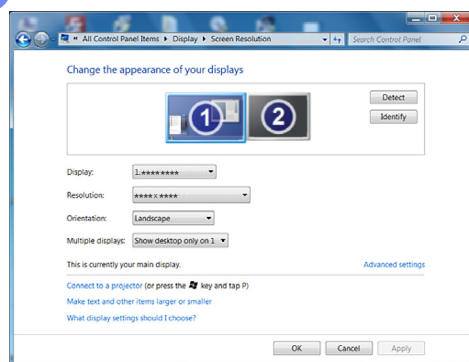 « All Control Panel Items ▸ Display ▸ Screen Resolution
Search Control Panel
Change the appearance of your displays
1
2
Detect
Identify
Display: 1.********
Resolution: **** x ****
Orientation: Landscape
Multiple displays: Show desktop only on 1
This is currently your main display.
Advanced settings
Connect to a projector (or press the key and tap P)
Make text and other items larger or smaller
What display settings should I choose?
OK
Cancel
Apply